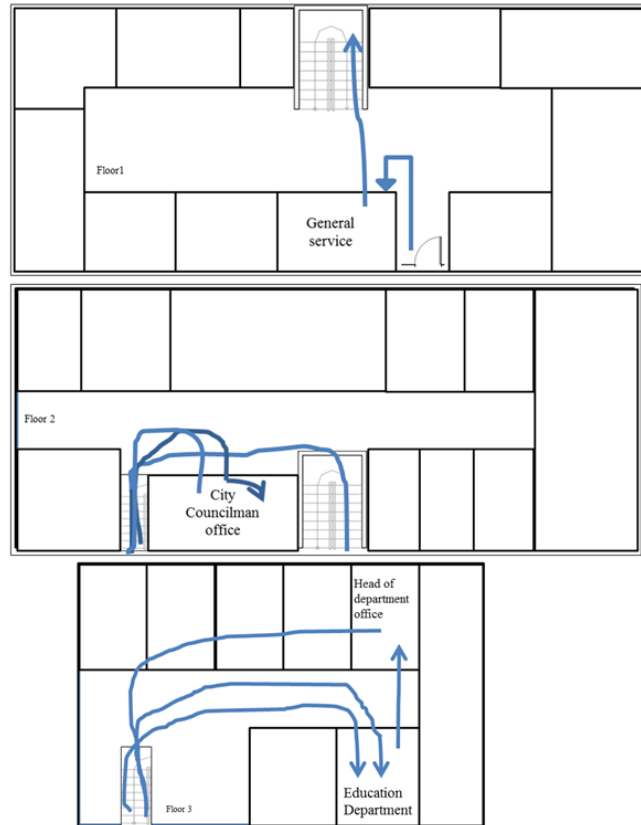 Floor1
General
service
Floor 2
City
Councilman
office
Head of
department
office
Education
Department
Floor 3